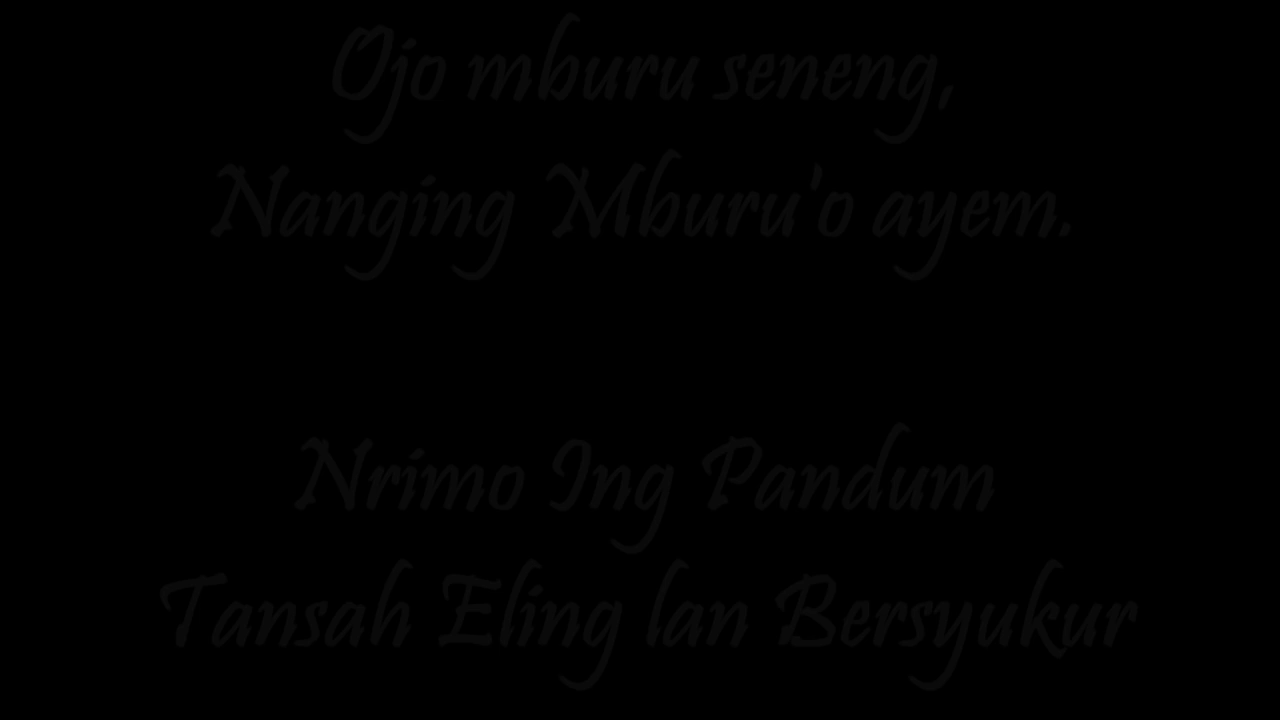 Ojo mburu seneng,
Nanging Mburu'o ayem.
Nrimo Ing Pandum
Tansah Eling lan Bersyukur